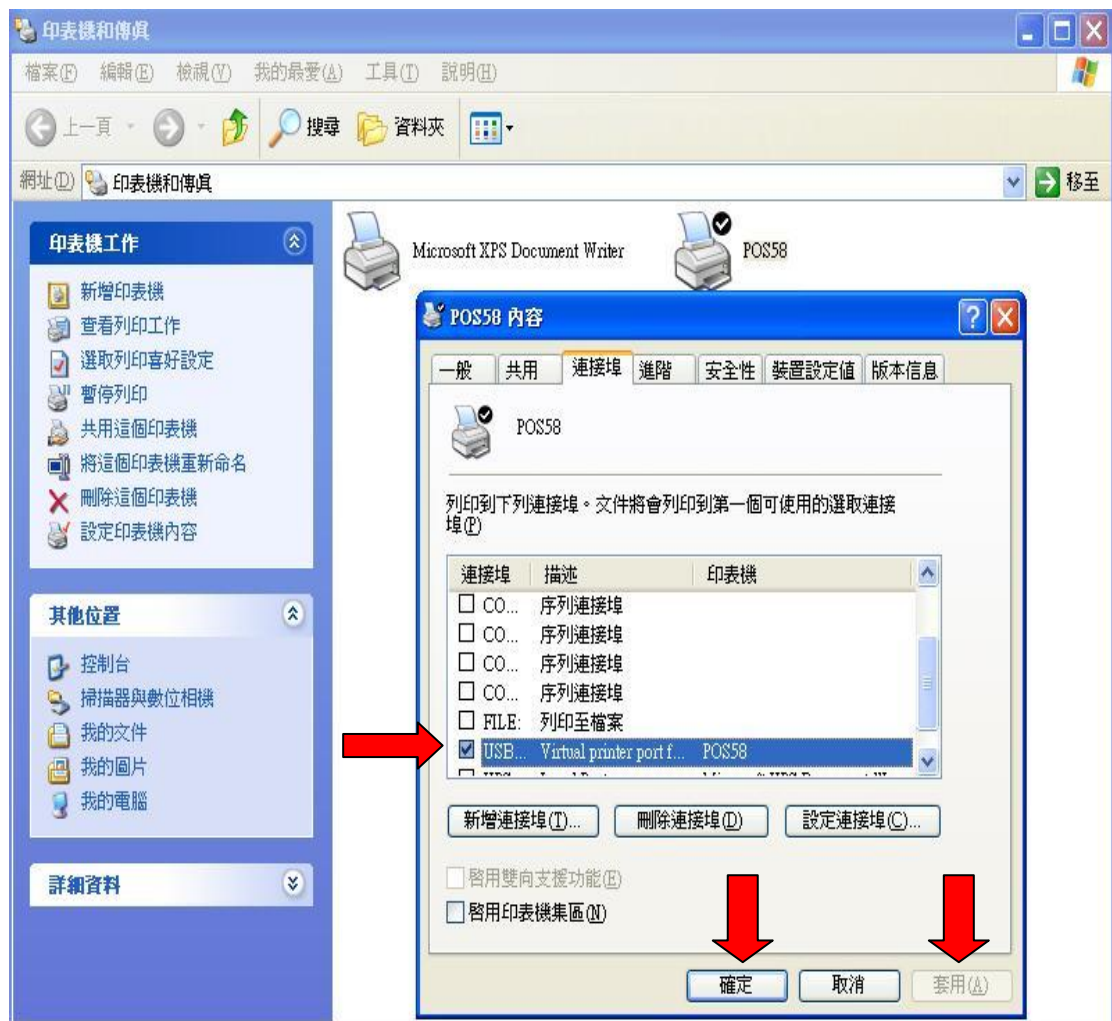 印表機和傳真
檔案(F) 編輯(E) 檢視(V) 我的最愛(A) 工具(T) 說明(H)
上一頁 搜尋 資料夾
網址(D) 印表機和傳真 移至
印表機工作
新增印表機
查看列印工作
選取列印喜好設定
暫停列印
共用這個印表機
將這個印表機重新命名
刪除這個印表機
設定印表機內容
其他位置
控制台
掃描器與數位相機
我的文件
我的圖片
我的電腦
詳細資料
Microsoft XPS Document Writer
POS58
POS58 內容
一般 共用 連接埠 進階 安全性 裝置設定值 版本信息
POS58
列印到下列連接埠。文件將會列印到第一個可使用的選取連接
埠(P)
連接埠 描述 印表機
CO... 序列連接埠
CO... 序列連接埠
CO... 序列連接埠
CO... 序列連接埠
FILE: 列印至檔案
USB... Virtual printer port f... POS58
新增連接埠(T)... 刪除連接埠(D) 設定連接埠(C)...
啓用雙向支援功能(E)
啓用印表機集區(N)
確定 取消 套用(A)